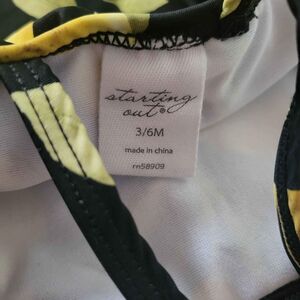 starting
out®
3/6M
made in china
rn58909